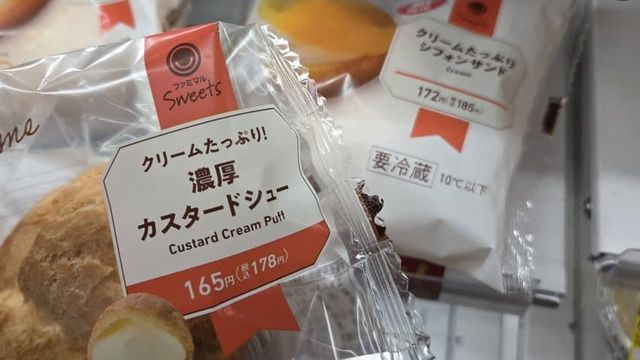 ファミマル
Sweets
クリームたっぷり!
濃厚
カスタードシュー
Custard Cream Puff
165円(税込178円)
Sweets
クリームたっぷり
シフォンサンド
Cream
172円(税込185円)
要冷蔵 10℃以下